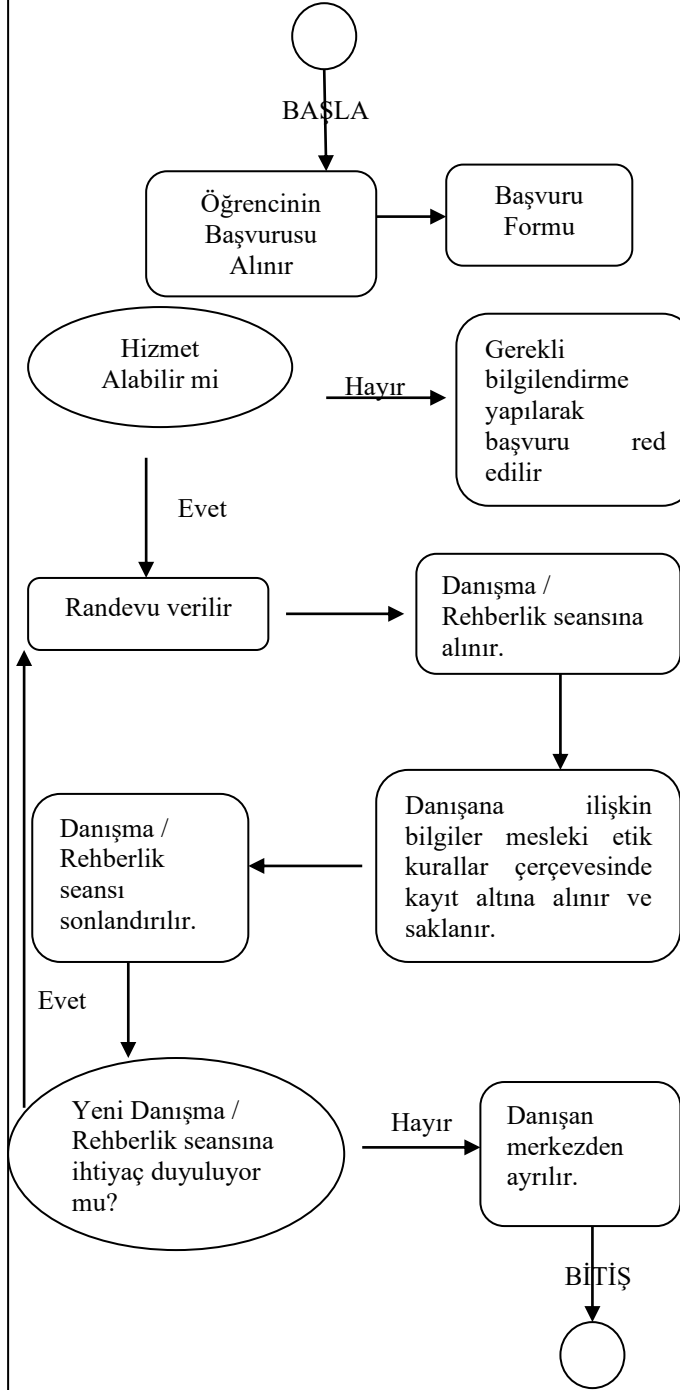 BAŞLA
Öğrencinin
Başvurusu
Alınır
Başvuru
Formu
Hizmet
Alabilir mi
Hayır
Gerekli
bilgilendirme
yapılarak
başvuru red
edilir
Evet
Randevu verilir
Danışma /
Rehberlik seansına
alınır.
Danışana ilişkin
bilgiler mesleki etik
kurallar çerçevesinde
kayıt altına alınır ve
saklanır.
Danışma /
Rehberlik
seansı
sonlandırılır.
Evet
Yeni Danışma /
Rehberlik seansına
ihtiyaç duyuluyor
mu?
Hayır
Danışan
merkezden
ayrılır.
BİTİŞ